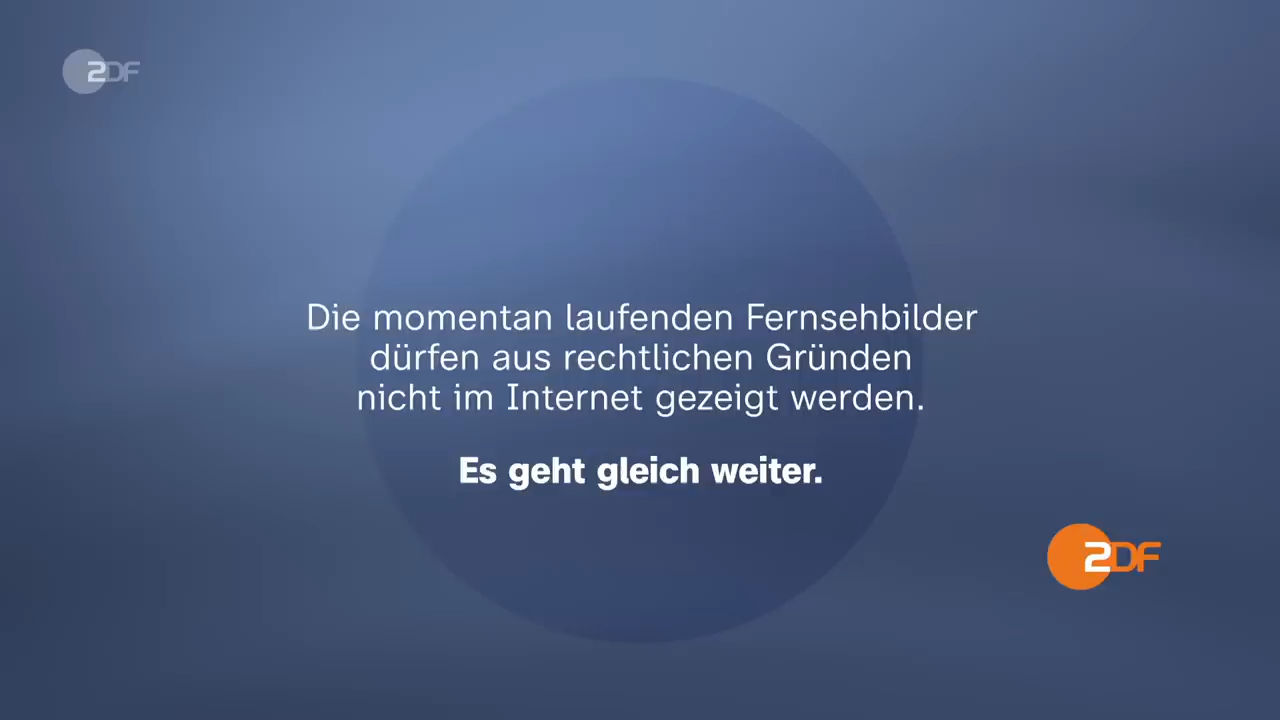 ZDF
Die momentan laufenden Fernsehbilder
dürfen aus rechtlichen Gründen
nicht im Internet gezeigt werden.
Es geht gleich weiter.
ZDF